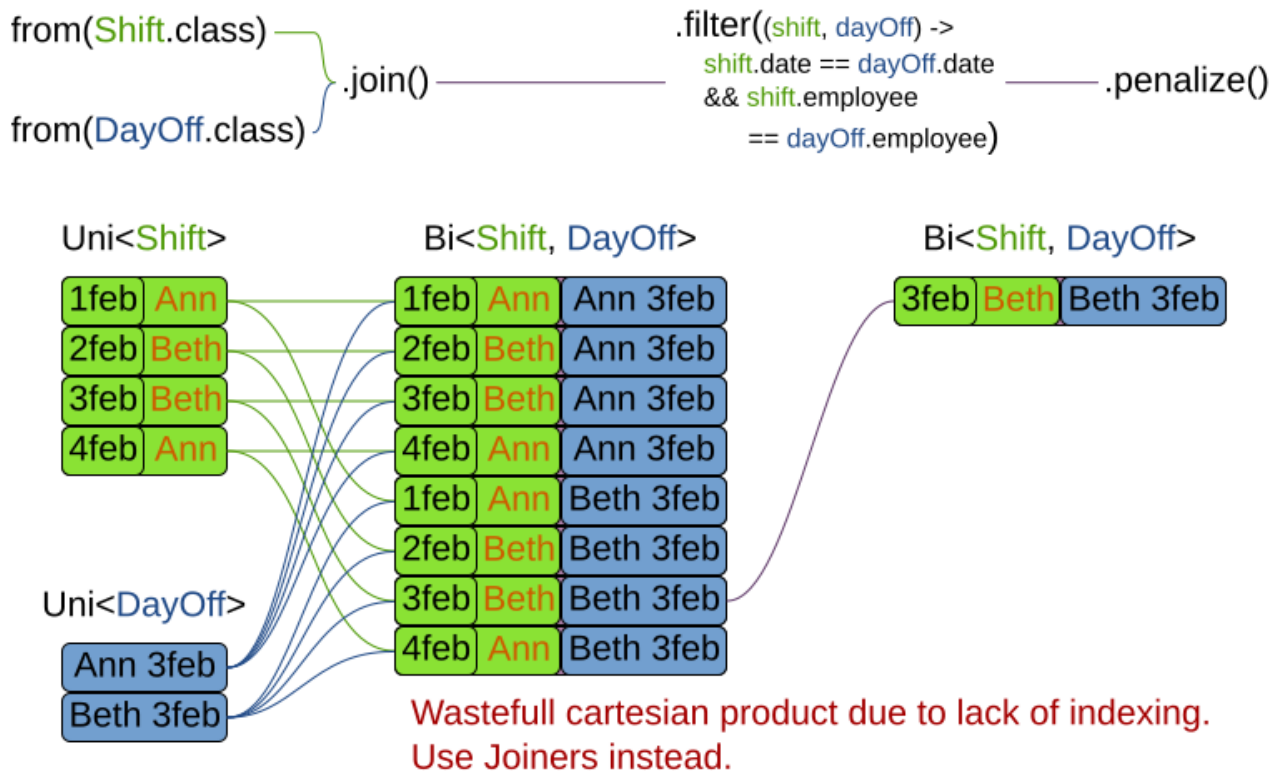 from(Shift.class)
from(DayOff.class)
.join()
.filter((shift, dayOff) ->
shift.date == dayOff.date
&& shift.employee
== dayOff.employee)
.penalize()
Uni<Shift>
1feb Ann
2feb Beth
3feb Beth
4feb Ann
Uni<DayOff>
Ann 3feb
Beth 3feb
Bi<Shift, DayOff>
1feb Ann Ann 3feb
2feb Beth Ann 3feb
3feb Beth Ann 3feb
4feb Ann Ann 3feb
1feb Ann Beth 3feb
2feb Beth Beth 3feb
3feb Beth Beth 3feb
4feb Ann Beth 3feb
Bi<Shift, DayOff>
3feb Beth Beth 3feb
Wastefull cartesian product due to lack of indexing.
Use Joiners instead.